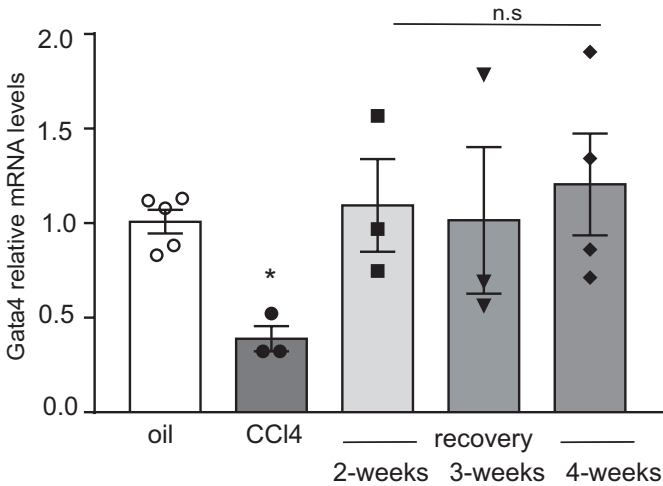 n.s
Gata4 relative mRNA levels
2.0
1.5
1.0
0.5
0.0
*
oil CCl4 recovery
2-weeks 3-weeks 4-weeks